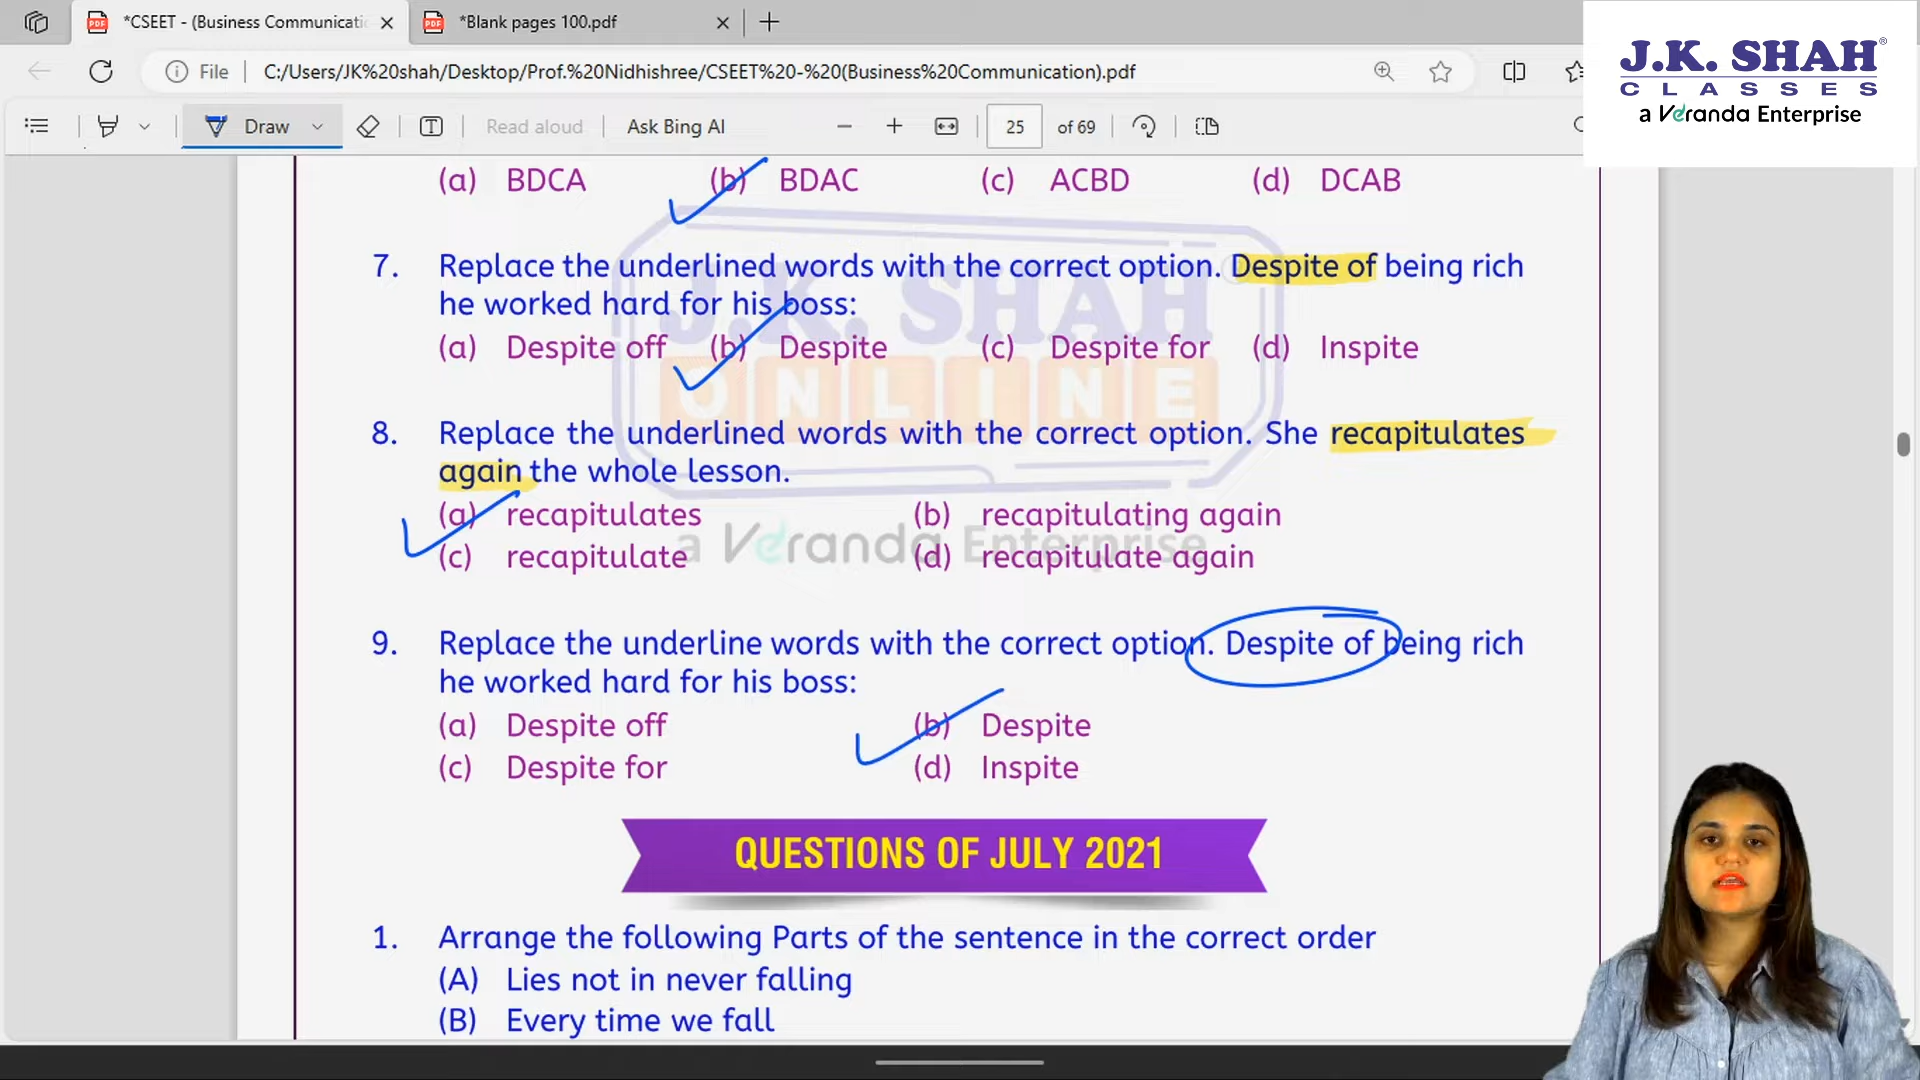 *CSEET - (Business Communicati
*Blank pages 100.pdf
File
C:/Users/JK%20shah/Desktop/Prof.%20Nidhishree/CSEET%20-%20(Business%20Communication).pdf
J.K. SHAH®
CLASSES
a Veranda Enterprise
Draw
Read aloud
Ask Bing AI
25
of 69
(a) BDCA (b) BDAC (c) ACBD (d) DCAB
7. Replace the underlined words with the correct option. Despite of being rich
he worked hard for his boss:
(a) Despite off (b) Despite (c) Despite for (d) Inspite
J.K. SHAH
ONLINE
a Veranda Enterprise
8. Replace the underlined words with the correct option. She recapitulates
again the whole lesson.
(a) recapitulates (b) recapitulating again
(c) recapitulate (d) recapitulate again
9. Replace the underline words with the correct option. Despite of being rich
he worked hard for his boss:
(a) Despite off (b) Despite
(c) Despite for (d) Inspite
QUESTIONS OF JULY 2021
1. Arrange the following Parts of the sentence in the correct order
(A) Lies not in never falling
(B) Every time we fall